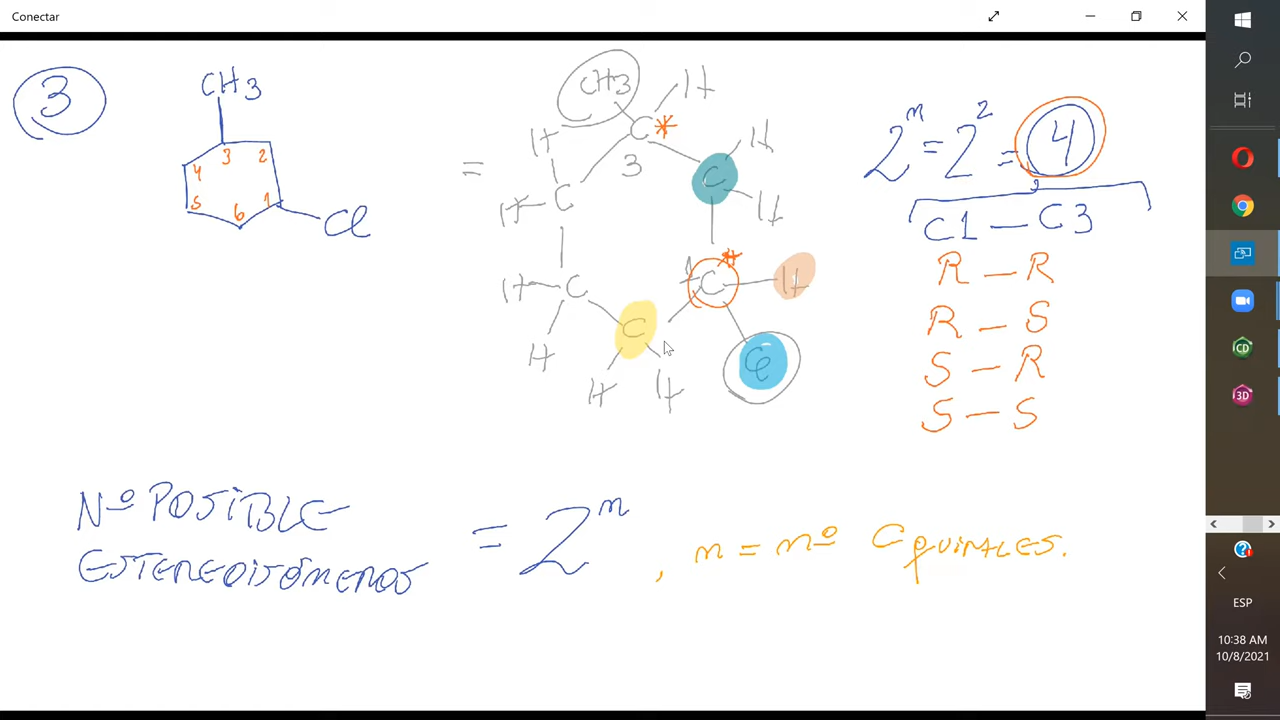 Conectar
3
CH3
3
2
4
5
6
1
Cl
=
CH3
H
C*
H
3
H
C
H
H
C
H
C
1
C*
H
H
C
H
H
C
H
Cl
2^n = 2^2 = 4
C1 — C3
R — R
R — S
S — R
S — S
Nº POSIBLE
ESTEREOISÓMEROS
= 2^n
, n = nº C QUIRALES.
ESP
10:38 AM
10/8/2021